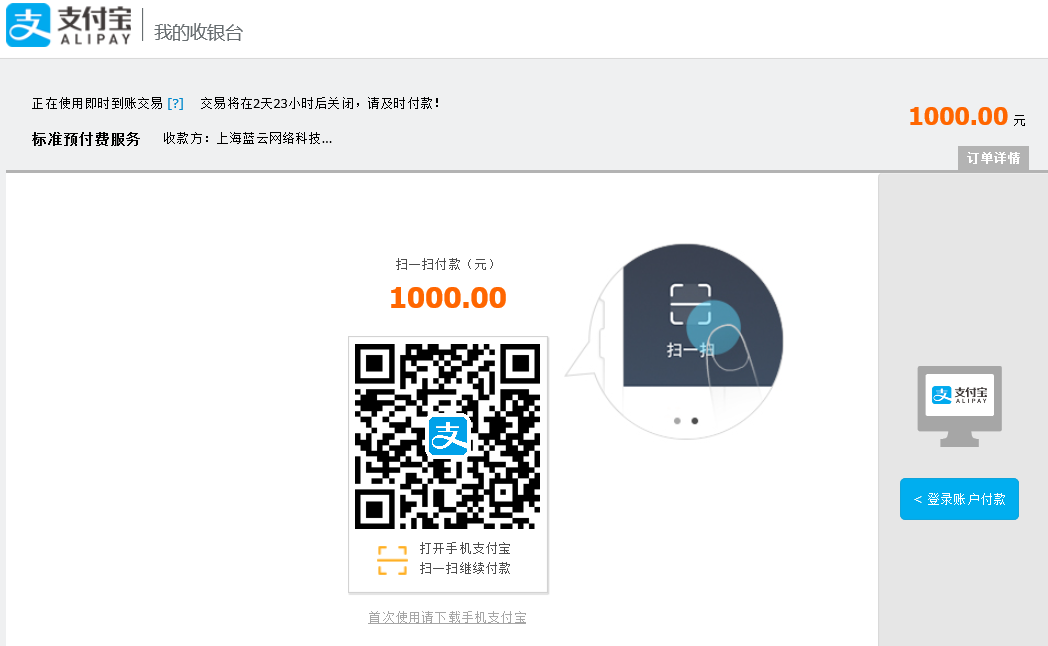 支付宝
ALIPAY
我的收银台
正在使用即时到账交易 [?] 交易将在2天23小时后关闭，请及时付款！
标准预付费服务 收款方：上海蓝云网络科技...
1000.00 元
订单详情
扫一扫付款（元）
1000.00
支
打开手机支付宝
扫一扫继续付款
首次使用请下载手机支付宝
扫一扫
支付宝
ALIPAY
< 登录账户付款